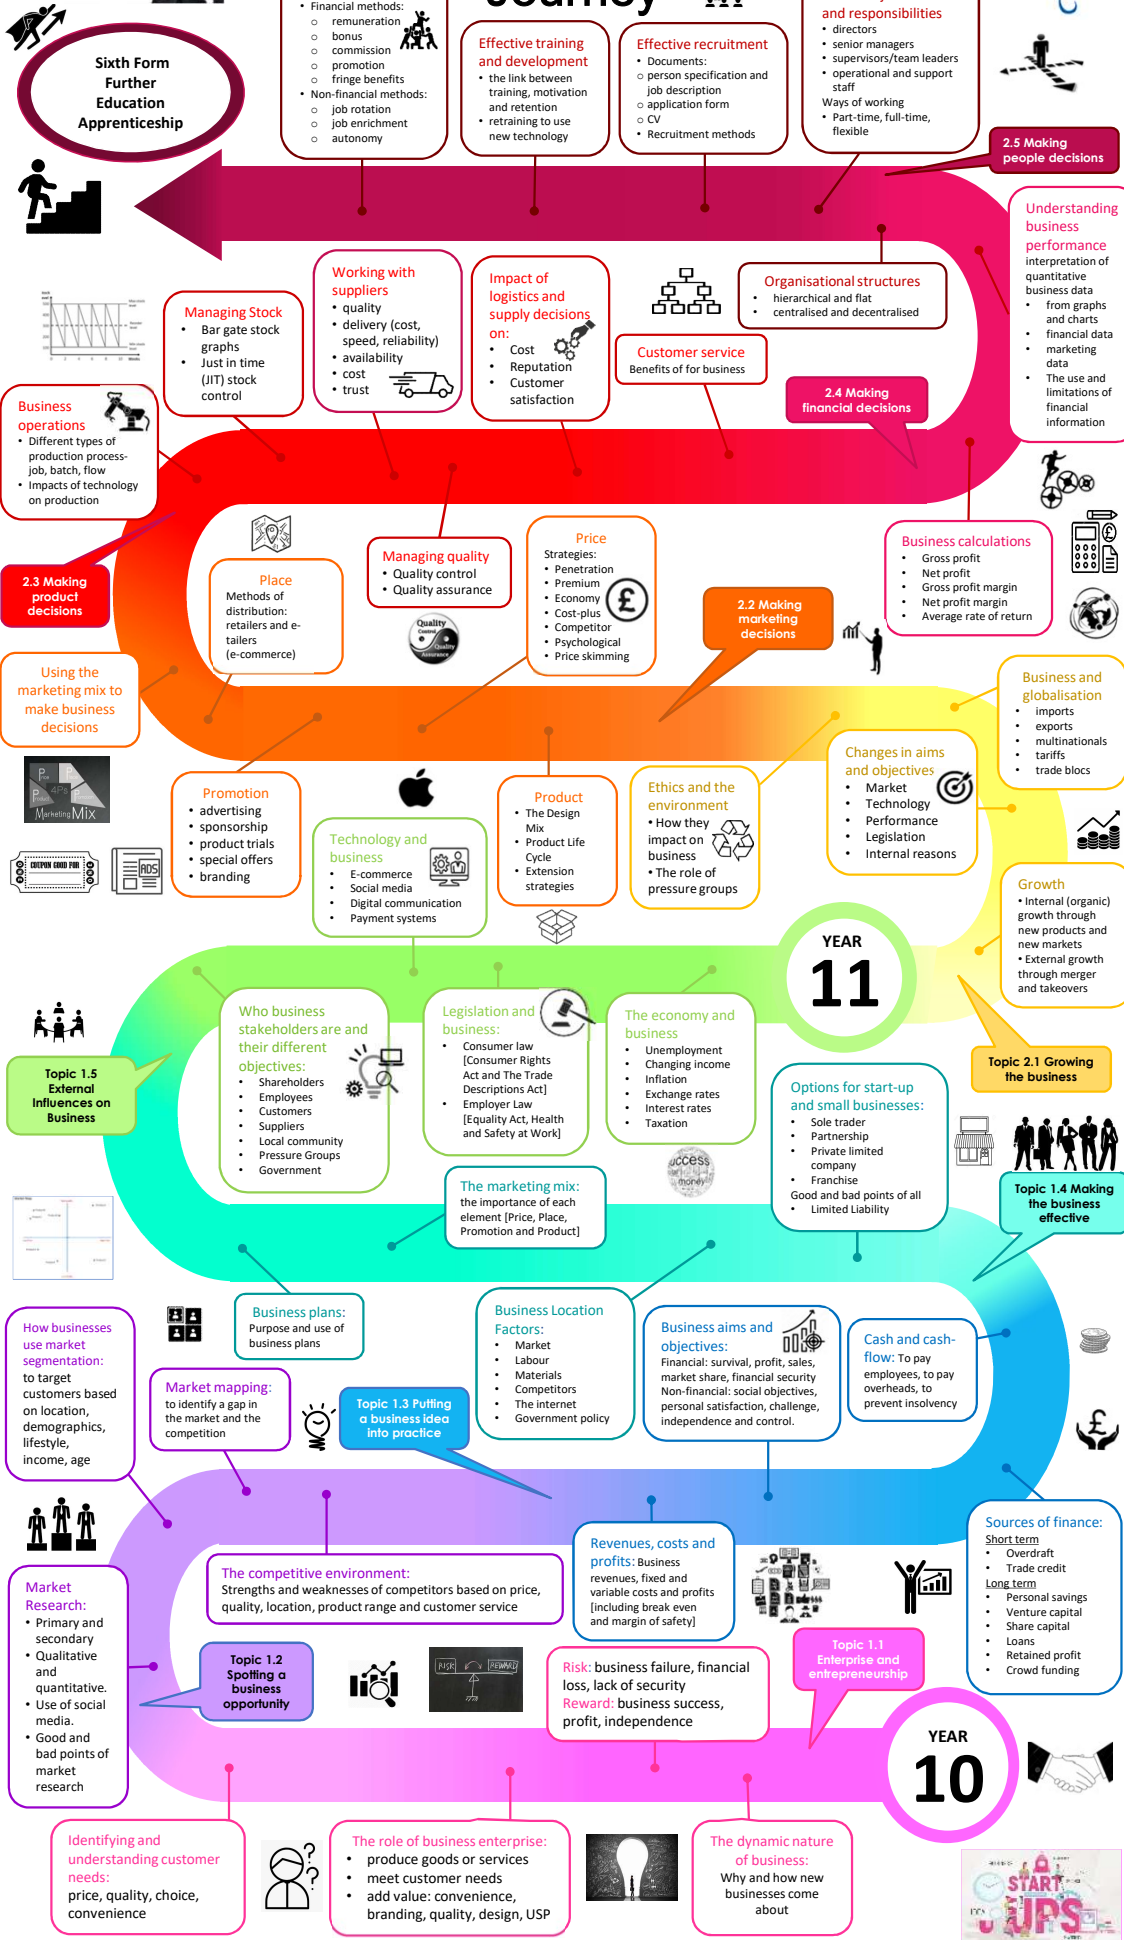 Journey
Sixth Form
Further
Education
Apprenticeship
• Financial methods:
o remuneration
o bonus
o commission
o promotion
o fringe benefits
• Non-financial methods:
o job rotation
o job enrichment
o autonomy
Effective training
and development
• the link between
training, motivation
and retention
• retraining to use
new technology
Effective recruitment
• Documents:
o person specification and
job description
o application form
o CV
• Recruitment methods
and responsibilities
• directors
• senior managers
• supervisors/team leaders
• operational and support
staff
Ways of working
• Part-time, full-time,
flexible
2.5 Making
people decisions
Understanding
business
performance
interpretation of
quantitative
business data
• from graphs
and charts
• financial data
• marketing
data
• The use and
limitations of
financial
information
Organisational structures
• hierarchical and flat
• centralised and decentralised
Working with
suppliers
• quality
• delivery (cost,
speed, reliability)
• availability
• cost
• trust
Impact of
logistics and
supply decisions
on:
• Cost
• Reputation
• Customer
satisfaction
Managing Stock
• Bar gate stock
graphs
• Just in time
(JIT) stock
control
Customer service
Benefits of for business
2.4 Making
financial decisions
Business
operations
• Different types of
production process-
job, batch, flow
• Impacts of technology
on production
2.3 Making
product
decisions
Place
Methods of
distribution:
retailers and e-
tailers
(e-commerce)
Managing quality
• Quality control
• Quality assurance
Quality
Control
Quality
Assurance
Price
Strategies:
• Penetration
• Premium
• Economy
• Cost-plus
• Competitor
• Psychological
• Price skimming
£
2.2 Making
marketing
decisions
Business calculations
• Gross profit
• Net profit
• Gross profit margin
• Net profit margin
• Average rate of return
£
Using the
marketing mix to
make business
decisions
4Ps
Marketing Mix
Business and
globalisation
• imports
• exports
• multinationals
• tariffs
• trade blocs
Changes in aims
and objectives
• Market
• Technology
• Performance
• Legislation
• Internal reasons
Promotion
• advertising
• sponsorship
• product trials
• special offers
• branding
COUPON GOOD FOR
ADS
Technology and
business
• E-commerce
• Social media
• Digital communication
• Payment systems
Product
• The Design
Mix
• Product Life
Cycle
• Extension
strategies
Ethics and the
environment
• How they
impact on
business
• The role of
pressure groups
Growth
• Internal (organic)
growth through
new products and
new markets
• External growth
through merger
and takeovers
YEAR
11
Topic 2.1 Growing
the business
Topic 1.5
External
Influences on
Business
Who business
stakeholders are and
their different
objectives:
• Shareholders
• Employees
• Customers
• Suppliers
• Local community
• Pressure Groups
• Government
Legislation and
business:
• Consumer law
[Consumer Rights
Act and The Trade
Descriptions Act]
• Employer Law
[Equality Act, Health
and Safety at Work]
The economy and
business
• Unemployment
• Changing income
• Inflation
• Exchange rates
• Interest rates
• Taxation
success
money
Options for start-up
and small businesses:
• Sole trader
• Partnership
• Private limited
company
• Franchise
Good and bad points of all
• Limited Liability
Topic 1.4 Making
the business
effective
The marketing mix:
the importance of each
element [Price, Place,
Promotion and Product]
Business plans:
Purpose and use of
business plans
Business Location
Factors:
• Market
• Labour
• Materials
• Competitors
• The internet
• Government policy
Business aims and
objectives:
Financial: survival, profit, sales,
market share, financial security
Non-financial: social objectives,
personal satisfaction, challenge,
independence and control.
Cash and cash-
flow: To pay
employees, to pay
overheads, to
prevent insolvency
£
How businesses
use market
segmentation:
to target
customers based
on location,
demographics,
lifestyle,
income, age
Market mapping:
to identify a gap in
the market and the
competition
Topic 1.3 Putting
a business idea
into practice
Sources of finance:
Short term
• Overdraft
• Trade credit
Long term
• Personal savings
• Venture capital
• Share capital
• Loans
• Retained profit
• Crowd funding
The competitive environment:
Strengths and weaknesses of competitors based on price,
quality, location, product range and customer service
Revenues, costs and
profits: Business
revenues, fixed and
variable costs and profits
[including break even
and margin of safety]
Market
Research:
• Primary and
secondary
• Qualitative
and
quantitative.
• Use of social
media.
• Good and
bad points of
market
research
Topic 1.2
Spotting a
business
opportunity
RISK
REWARD
Risk: business failure, financial
loss, lack of security
Reward: business success,
profit, independence
Topic 1.1
Enterprise and
entrepreneurship
YEAR
10
Identifying and
understanding customer
needs:
price, quality, choice,
convenience
The role of business enterprise:
• produce goods or services
• meet customer needs
• add value: convenience,
branding, quality, design, USP
The dynamic nature
of business:
Why and how new
businesses come
about
START
UPS